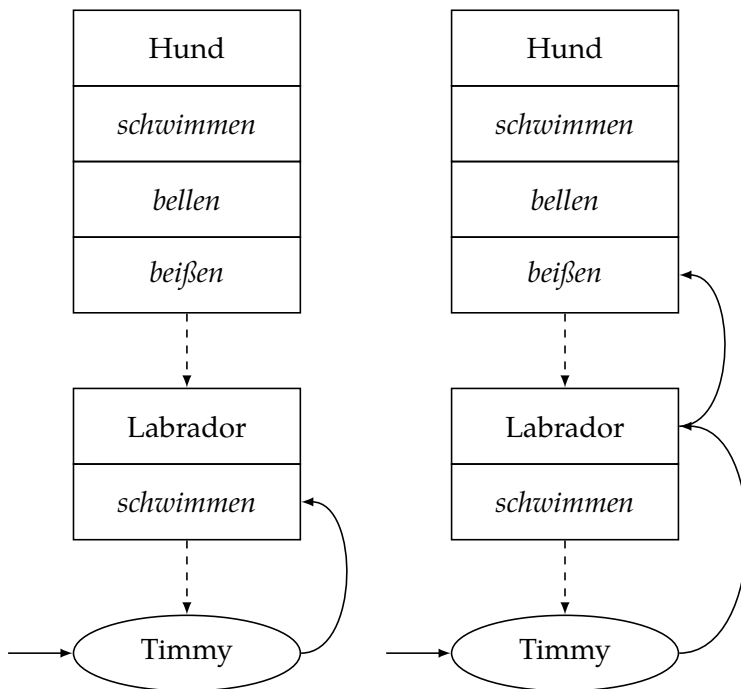 Hund
schwimmen
bellen
beißen
Labrador
schwimmen
Timmy
Hund
schwimmen
bellen
beißen
Labrador
schwimmen
Timmy